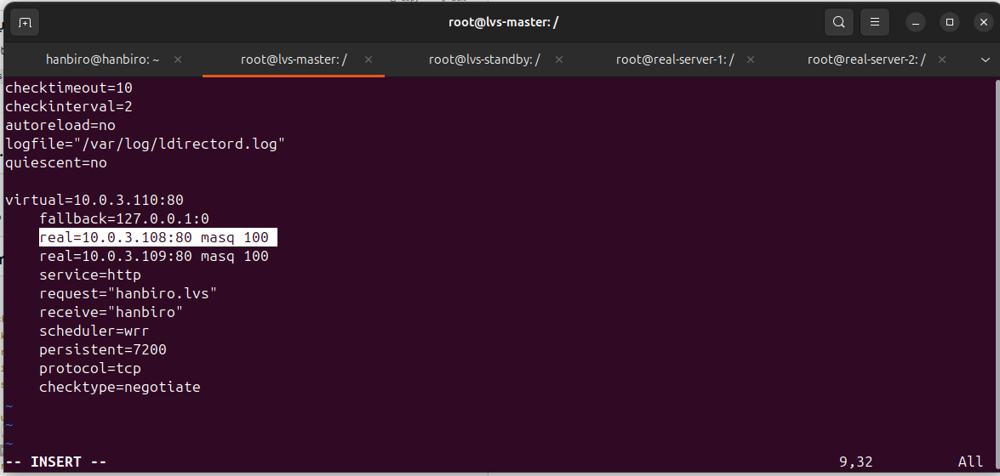 root@lvs-master: /
hanbiro@hanbiro: ~ × root@lvs-master: / × root@lvs-standby: / × root@real-server-1: / × root@real-server-2: / ×
checktimeout=10
checkinterval=2
autoreload=no
logfile="/var/log/ldirectord.log"
quiescent=no
virtual=10.0.3.110:80
    fallback=127.0.0.1:0
    real=10.0.3.108:80 masq 100
    real=10.0.3.109:80 masq 100
    service=http
    request="hanbiro.lvs"
    receive="hanbiro"
    scheduler=wrr
    persistent=7200
    protocol=tcp
    checktype=negotiate
~
~
~
-- INSERT -- 9,32 All